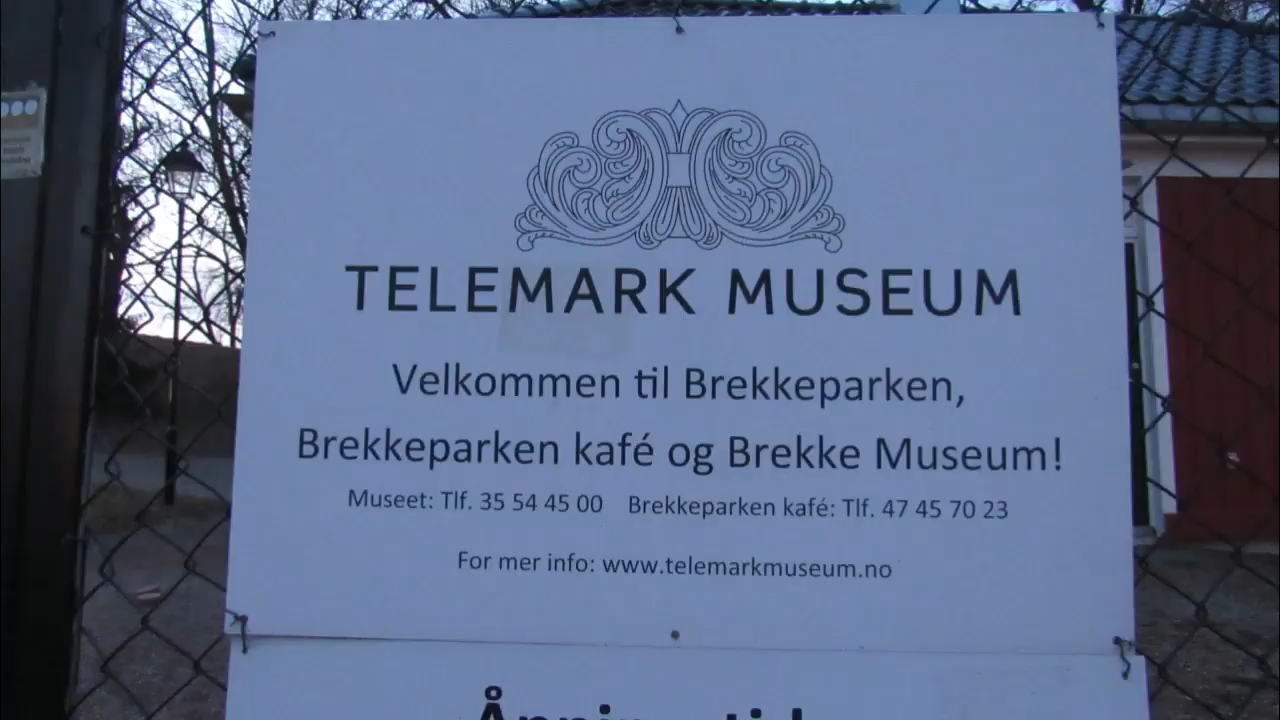 TELEMARK MUSEUM
Velkommen til Brekkeparken,
Brekkeparken kafé og Brekke Museum!
Museet: Tlf. 35 54 45 00 Brekkeparken kafé: Tlf. 47 45 70 23
For mer info: www.telemarkmuseum.no